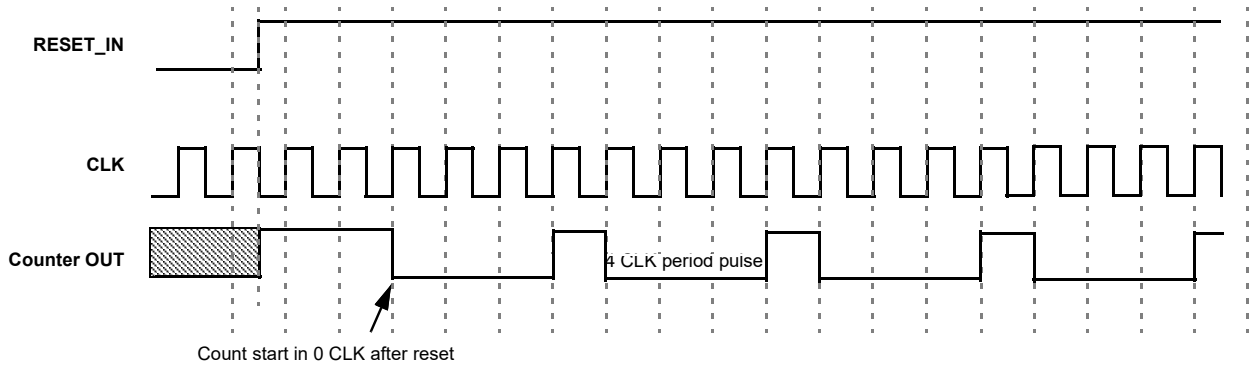 RESET_IN
CLK
Counter OUT
4 CLK period pulse
Count start in 0 CLK after reset